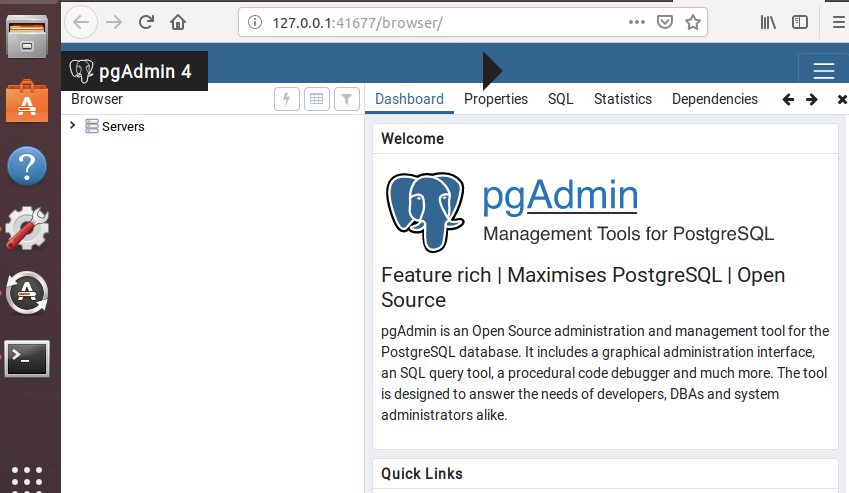 127.0.0.1:41677/browser/
pgAdmin 4
Browser
Dashboard Properties SQL Statistics Dependencies
Servers
Welcome
pgAdmin
Management Tools for PostgreSQL
Feature rich | Maximises PostgreSQL | Open
Source
pgAdmin is an Open Source administration and management tool for the
PostgreSQL database. It includes a graphical administration interface,
an SQL query tool, a procedural code debugger and much more. The tool
is designed to answer the needs of developers, DBAs and system
administrators alike.
Quick Links